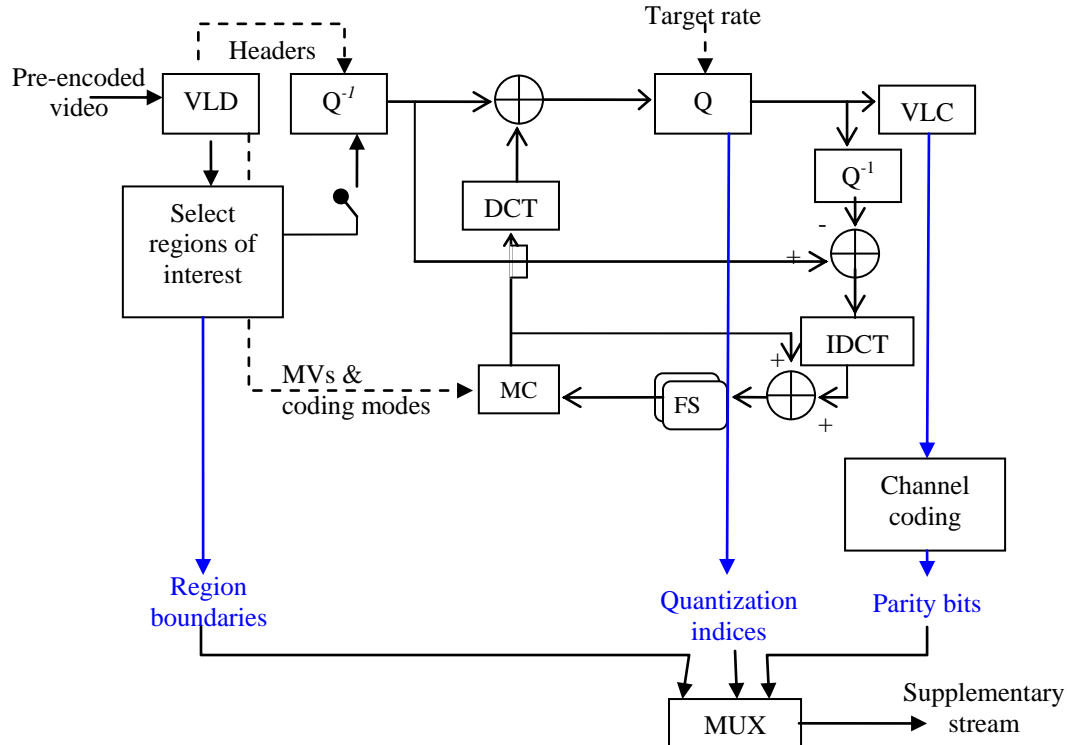 Target rate
Headers
Pre-encoded
video
VLD
Q⁻¹
Q
VLC
Q⁻¹
DCT
Select
regions of
interest
-
+
IDCT
+
MVs &
coding modes
MC
FS
+
Channel
coding
Region
boundaries
Quantization
indices
Parity bits
MUX
Supplementary
stream